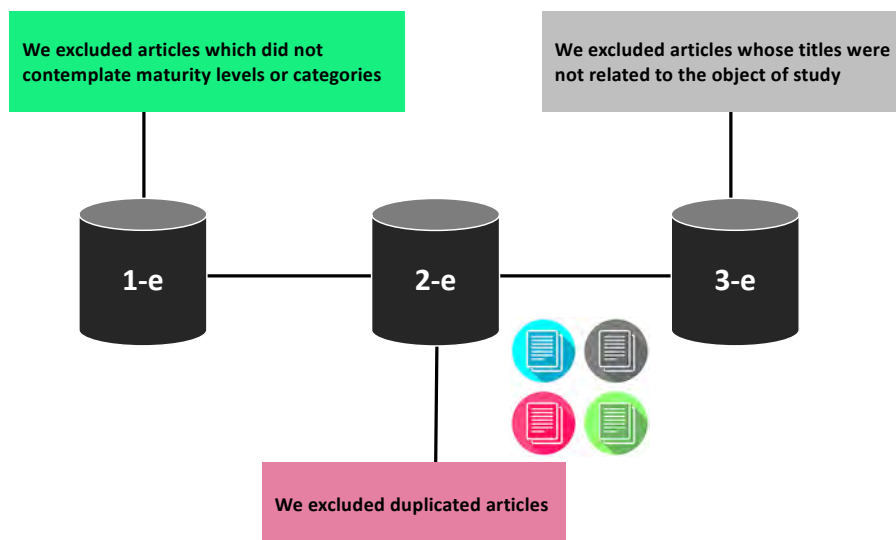 We excluded articles which did not
contemplate maturity levels or categories
We excluded articles whose titles were
not related to the object of study
1-e
2-e
3-e
We excluded duplicated articles